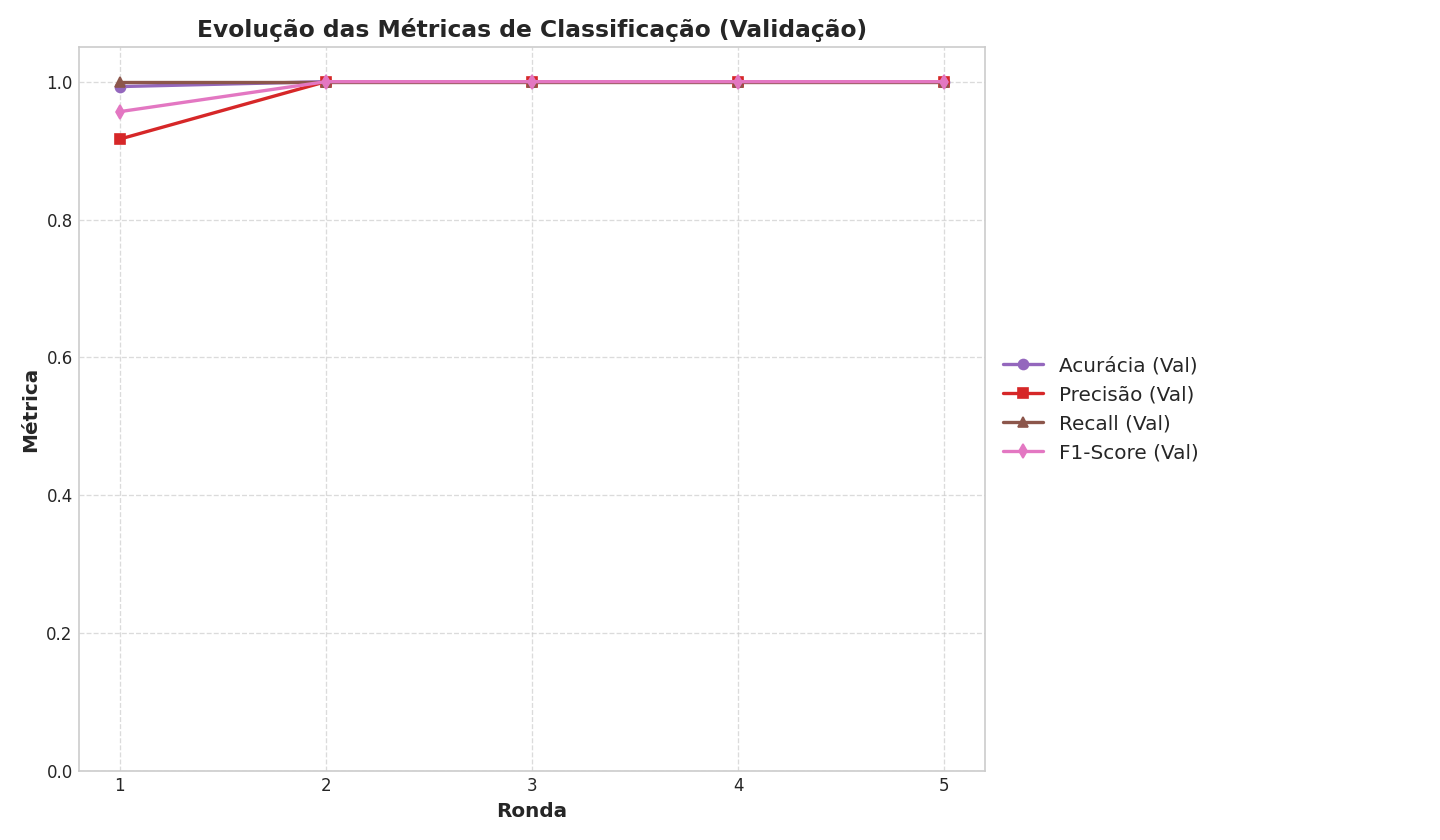 Evolução das Métricas de Classificação (Validação)
Métrica
1.0
0.8
0.6
0.4
0.2
0.0
1 2 3 4 5
Ronda
Acurácia (Val)
Precisão (Val)
Recall (Val)
F1-Score (Val)